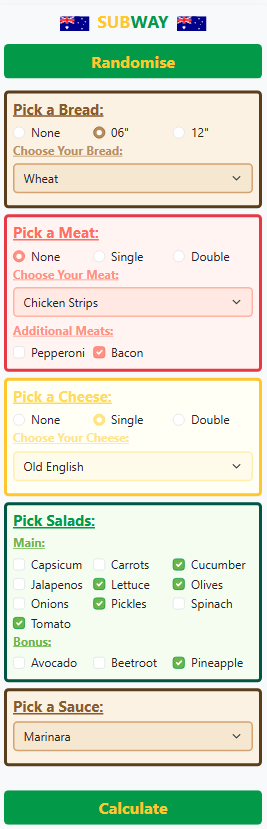 SUBWAY
Randomise
Pick a Bread:
None 06" 12"
Choose Your Bread:
Wheat
Pick a Meat:
None Single Double
Choose Your Meat:
Chicken Strips
Additional Meats:
Pepperoni Bacon
Pick a Cheese:
None Single Double
Choose Your Cheese:
Old English
Pick Salads:
Main:
Capsicum Carrots Cucumber
Jalapenos Lettuce Olives
Onions Pickles Spinach
Tomato
Bonus:
Avocado Beetroot Pineapple
Pick a Sauce:
Marinara
Calculate